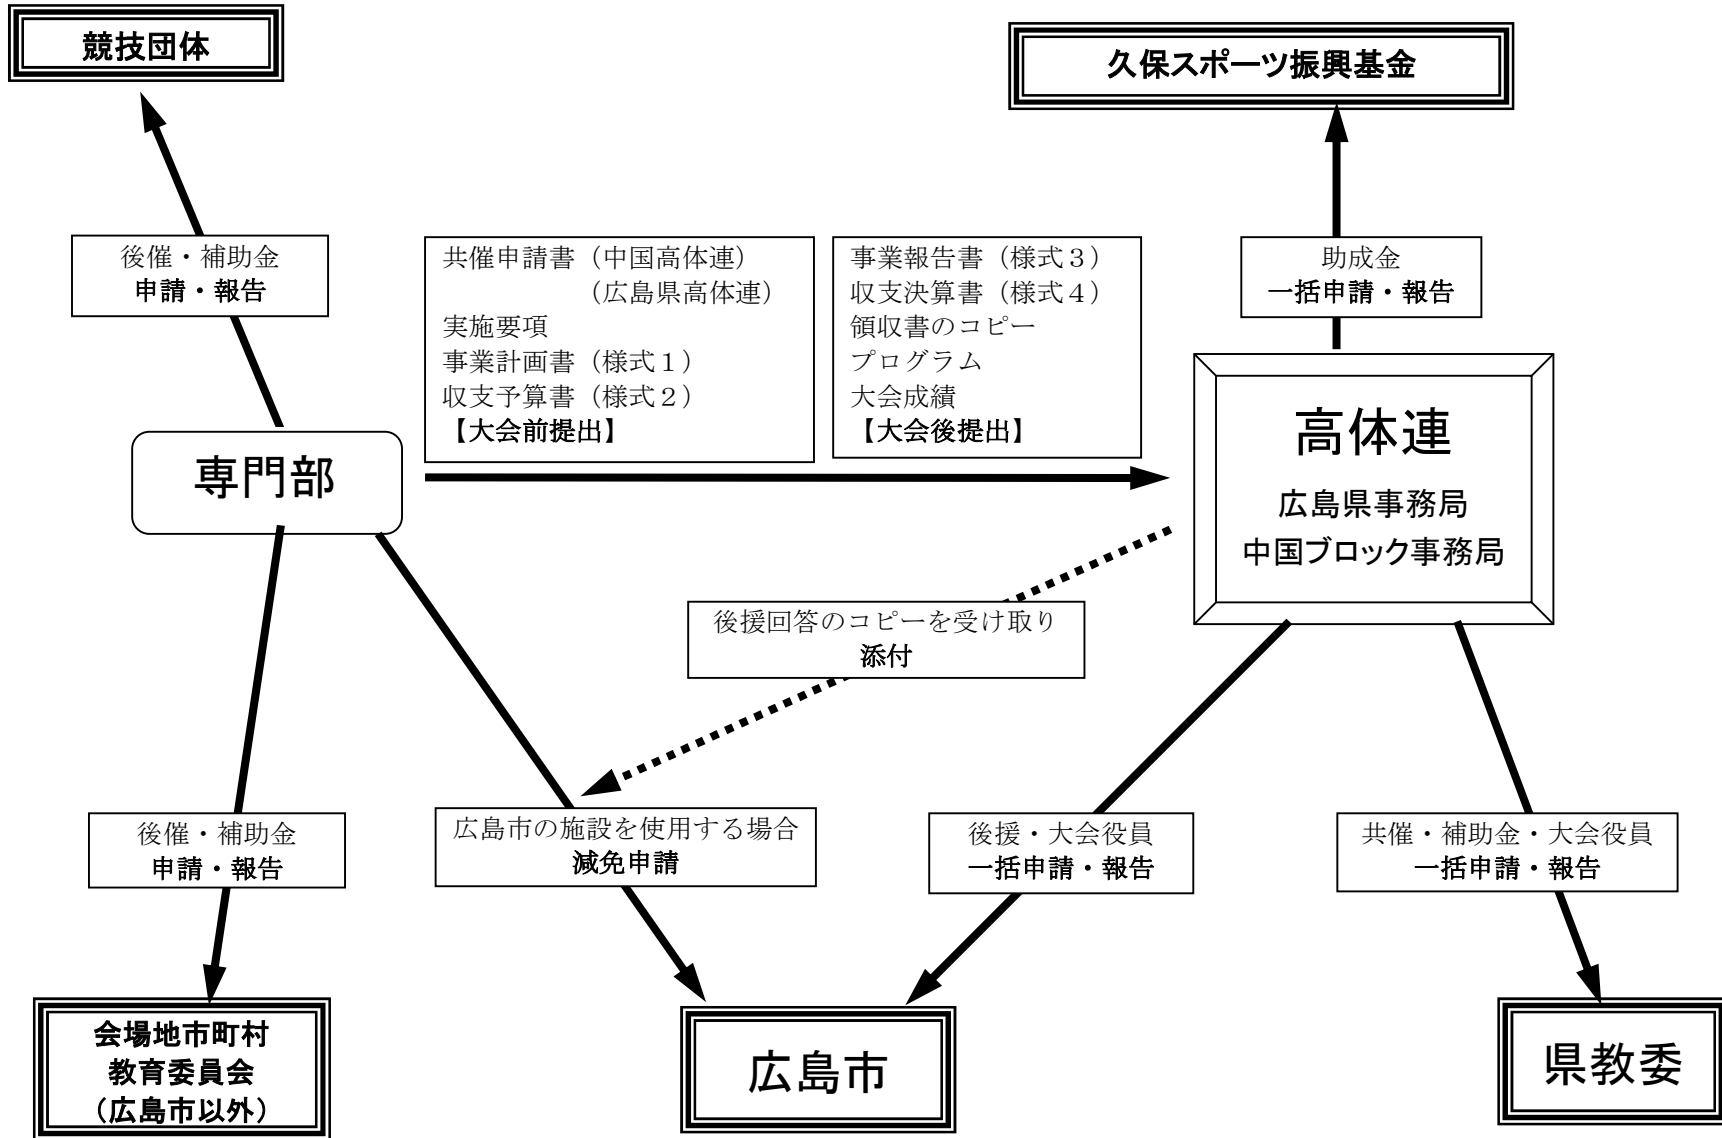 競技団体
久保スポーツ振興基金
後催・補助金
申請・報告
共催申請書（中国高体連）
（広島県高体連）
実施要項
事業計画書（様式１）
収支予算書（様式２）
【大会前提出】
事業報告書（様式３）
収支決算書（様式４）
領収書のコピー
プログラム
大会成績
【大会後提出】
助成金
一括申請・報告
専門部
高体連
広島県事務局
中国ブロック事務局
後援回答のコピーを受け取り
添付
後催・補助金
申請・報告
広島市の施設を使用する場合
減免申請
後援・大会役員
一括申請・報告
共催・補助金・大会役員
一括申請・報告
会場地市町村
教育委員会
（広島市以外）
広島市
県教委